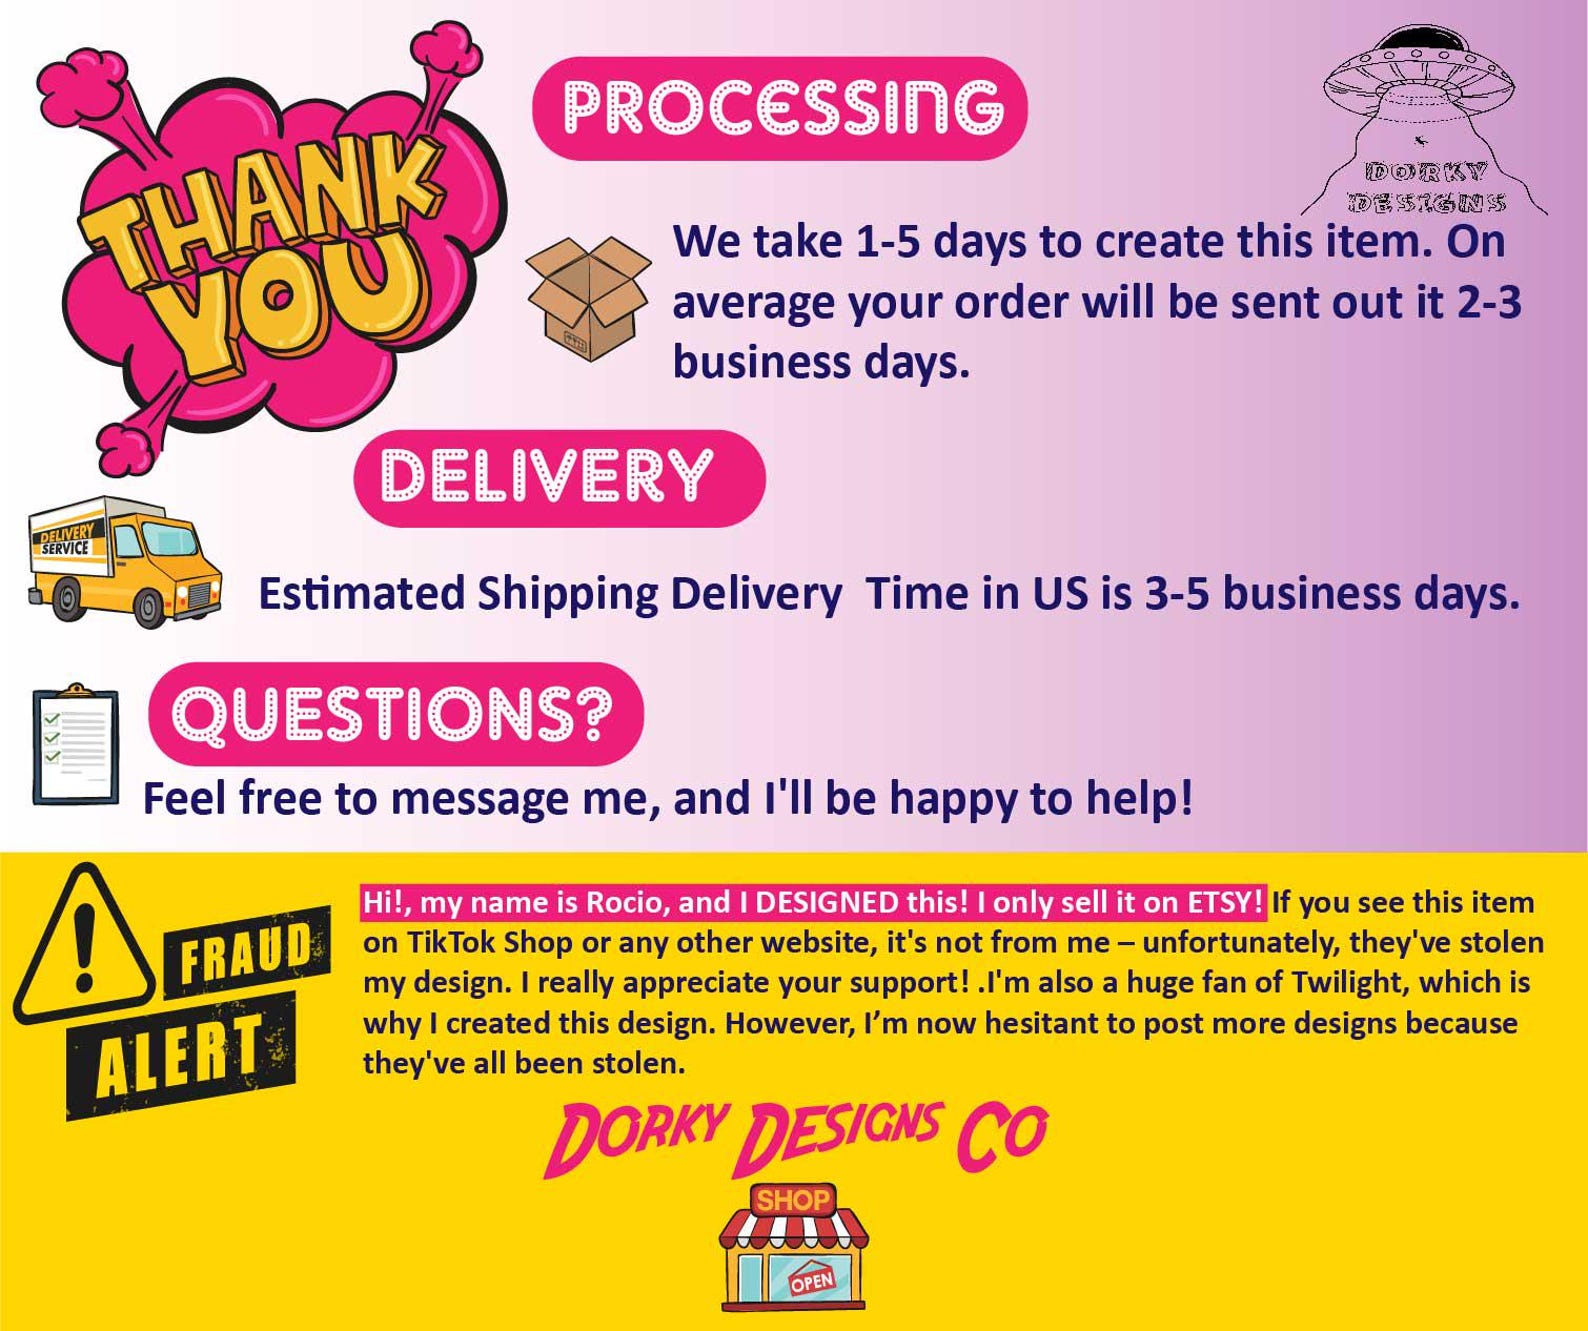 THANK
YOU
PROCESSING
DORKY
DESIGNS
We take 1-5 days to create this item. On
average your order will be sent out it 2-3
business days.
DELIVERY
DELIVERY
SERVICE
Estimated Shipping Delivery  Time in US is 3-5 business days.
QUESTIONS?
Feel free to message me, and I'll be happy to help!
FRAUD
ALERT
Hi!, my name is Rocio, and I DESIGNED this! I only sell it on ETSY! If you see this item
on TikTok Shop or any other website, it's not from me – unfortunately, they've stolen
my design. I really appreciate your support! .I'm also a huge fan of Twilight, which is
why I created this design. However, I’m now hesitant to post more designs because
they've all been stolen.
DORKY DESIGNS CO
SHOP
OPEN